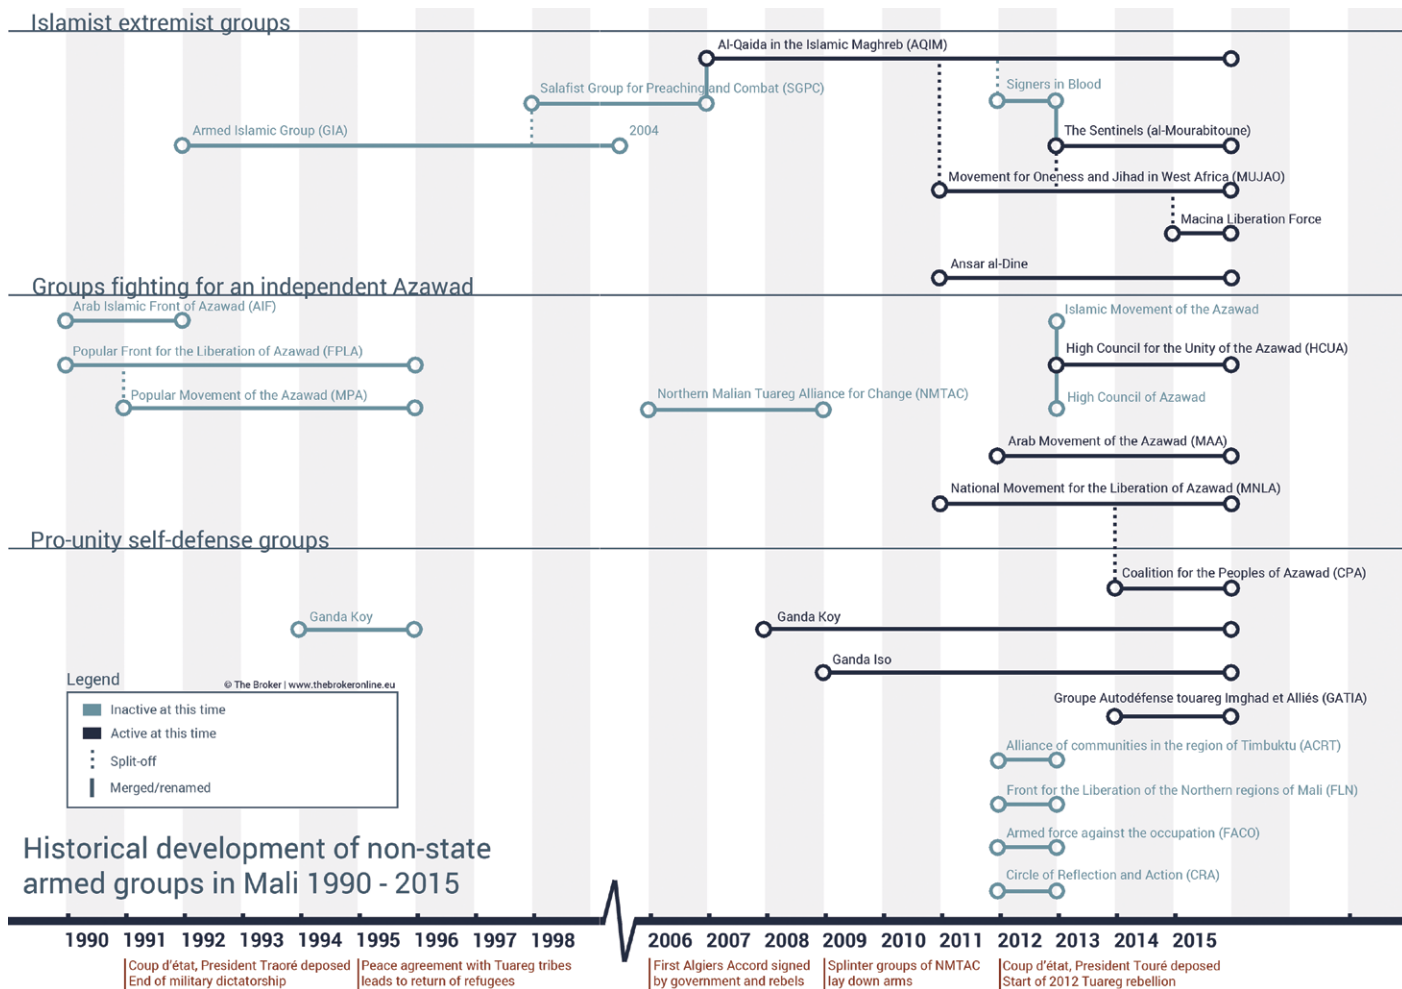 Islamist extremist groups
Al-Qaida in the Islamic Maghreb (AQIM)
Salafist Group for Preaching and Combat (SGPC)
Signers in Blood
Armed Islamic Group (GIA)
2004
The Sentinels (al-Mourabitoune)
Movement for Oneness and Jihad in West Africa (MUJAO)
Macina Liberation Force
Ansar al-Dine
Groups fighting for an independent Azawad
Arab Islamic Front of Azawad (AIF)
Islamic Movement of the Azawad
Popular Front for the Liberation of Azawad (FPLA)
High Council for the Unity of the Azawad (HCUA)
Popular Movement of the Azawad (MPA)
Northern Malian Tuareg Alliance for Change (NMTAC)
High Council of Azawad
Arab Movement of the Azawad (MAA)
National Movement for the Liberation of Azawad (MNLA)
Pro-unity self-defense groups
Coalition for the Peoples of Azawad (CPA)
Ganda Koy
Ganda Koy
Ganda Iso
Groupe Autodéfense touareg Imghad et Alliés (GATIA)
Legend
© The Broker | www.thebrokeronline.eu
Inactive at this time
Active at this time
Split-off
Merged/renamed
Alliance of communities in the region of Timbuktu (ACRT)
Front for the Liberation of the Northern regions of Mali (FLN)
Armed force against the occupation (FACO)
Circle of Reflection and Action (CRA)
Historical development of non-state
armed groups in Mali 1990 - 2015
1990 1991 1992 1993 1994 1995 1996 1997 1998 2006 2007 2008 2009 2010 2011 2012 2013 2014 2015
Coup d'état, President Traoré deposed
End of military dictatorship
Peace agreement with Tuareg tribes
leads to return of refugees
First Algiers Accord signed
by government and rebels
Splinter groups of NMTAC
lay down arms
Coup d'état, President Touré deposed
Start of 2012 Tuareg rebellion